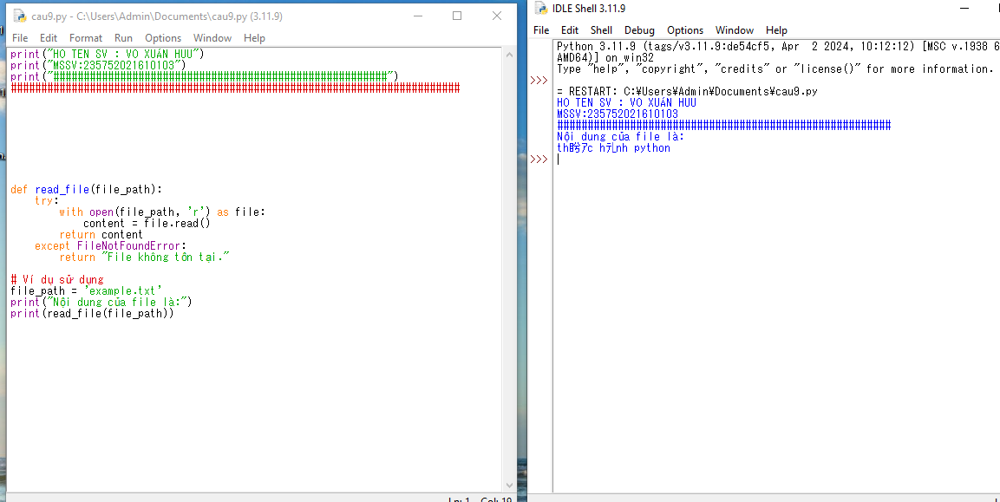 cau9.py - C:\Users\Admin\Documents\cau9.py (3.11.9)
File Edit Format Run Options Window Help
print("HO TEN SV : VO XUÁN HUU")
print("MSSV:235752021610103")
print("#######################################################")
##########################################################################
def read_file(file_path):
try:
with open(file_path, 'r') as file:
content = file.read()
return content
except FileNotFoundError:
return "File không tồn tại."
# Ví dụ sử dụng
file_path = 'example.txt'
print("Nội dung của file là:")
print(read_file(file_path))
Ln: 1 Col: 19
IDLE Shell 3.11.9
File Edit Shell Debug Options Window Help
Python 3.11.9 (tags/v3.11.9:de54cf5, Apr 2 2024, 10:12:12) [MSC v.1938 6
AMD64)] on win32
Type "help", "copyright", "credits" or "license()" for more information.
>>>
= RESTART: C:¥Users¥Admin¥Documents¥cau9.py
HO TEN SV : VO XUÁN HUU
MSSV:235752021610103
#######################################################
Nội dung của file là:
nh python
>>>